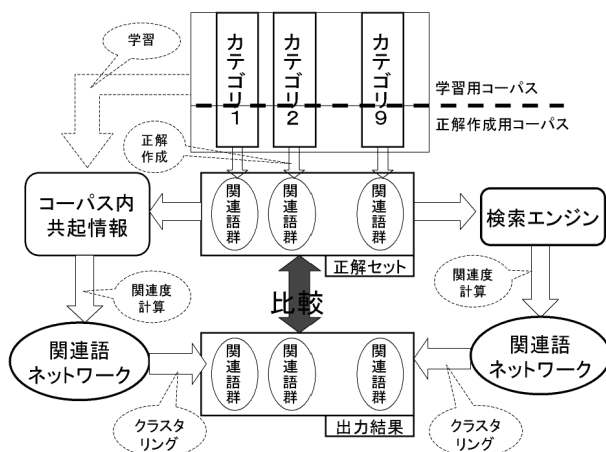 学習
カテゴリ1
カテゴリ2
カテゴリ9
学習用コーパス
正解作成用コーパス
正解
作成
コーパス内
共起情報
関連語群
関連語群
関連語群
検索エンジン
正解セット
関連度
計算
比較
関連度
計算
関連語
ネットワーク
関連語群
関連語群
関連語群
関連語
ネットワーク
出力結果
クラスタ
リング
クラスタ
リング